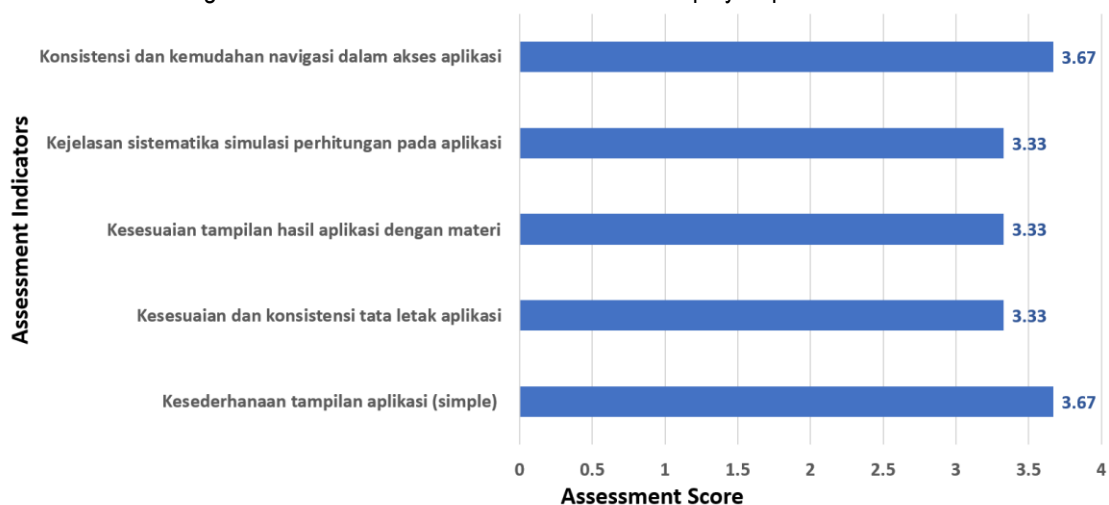 Konsistensi dan kemudahan navigasi dalam akses aplikasi
3.67
Kejelasan sistematika simulasi perhitungan pada aplikasi
3.33
Kesesuaian tampilan hasil aplikasi dengan materi
3.33
Kesesuaian dan konsistensi tata letak aplikasi
3.33
Kesederhanaan tampilan aplikasi (simple)
3.67
Assessment Indicators
0 0.5 1 1.5 2 2.5 3 3.5 4
Assessment Score